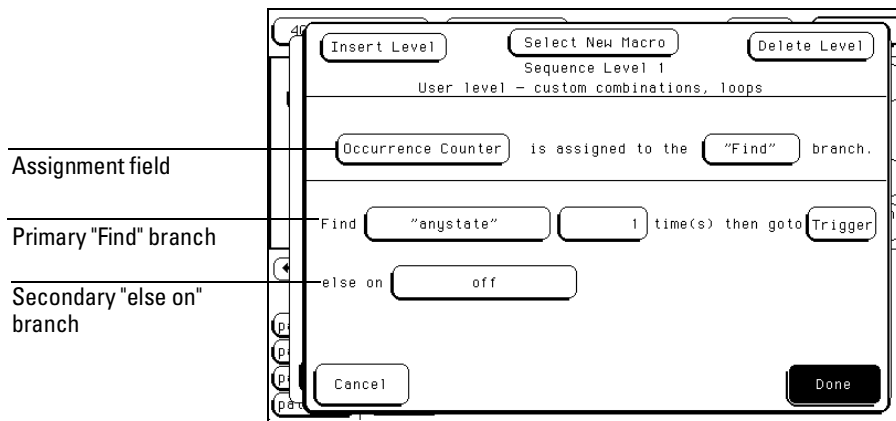 40
Insert Level Select New Macro Delete Level
Sequence Level 1
User level – custom combinations, loops
Assignment field
Occurrence Counter is assigned to the "Find" branch.
Primary "Find" branch
Find "anystate" 1 time(s) then goto Trigger
Secondary "else on"
branch
else on off
Cancel Done